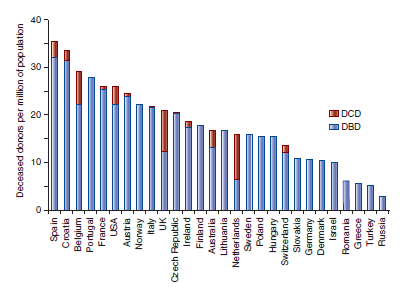 Deceased donors per million of population
40
30
20
10
0
DCD
DBD
Spain
Croatia
Belgium
Portugal
France
USA
Austria
Norway
Italy
UK
Czech Republic
Ireland
Finland
Australia
Lithuania
Netherlands
Sweden
Poland
Hungary
Switzerland
Slovakia
Germany
Denmark
Israel
Romania
Greece
Turkey
Russia